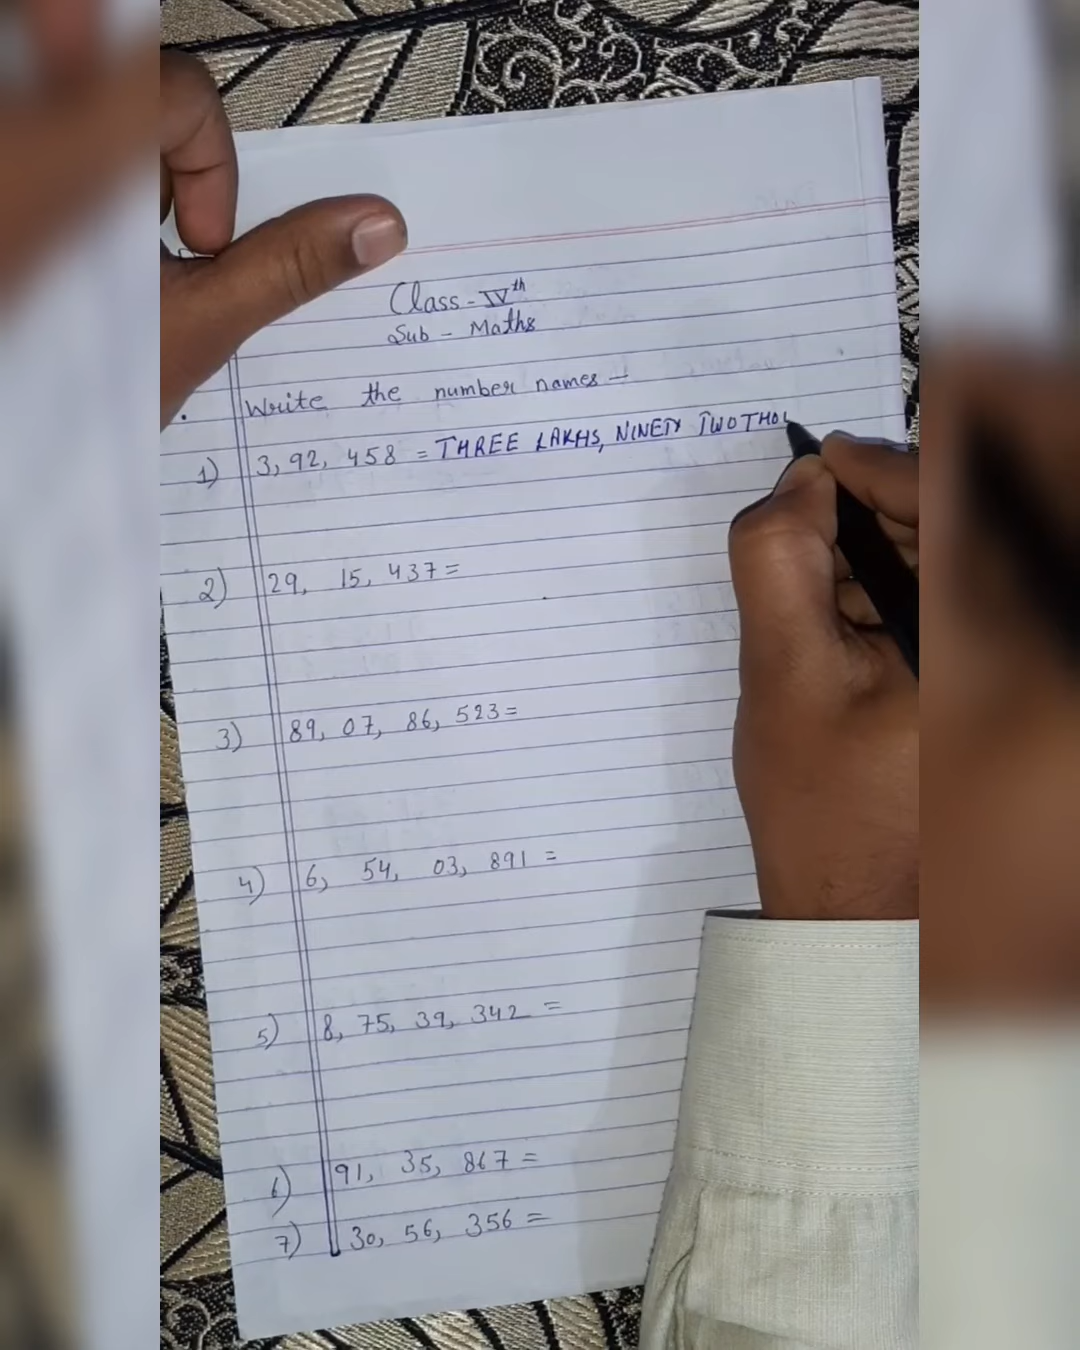 Class - IVth
Sub - Maths
Write the number names -
1) 3, 92, 458 = THREE LAKHS, NINETY TWO THOU
2) 29, 15, 437 =
3) 89, 07, 86, 523 =
4) 6, 54, 03, 891 =
5) 8, 75, 39, 342 =
6) 91, 35, 867 =
7) 30, 56, 356 =